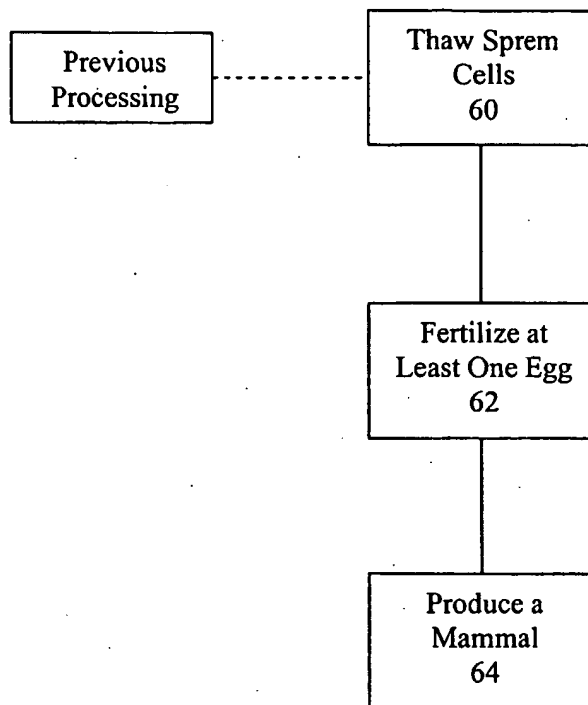 Previous
Processing
Thaw Sprem
Cells
60
Fertilize at
Least One Egg
62
Produce a
Mammal
64